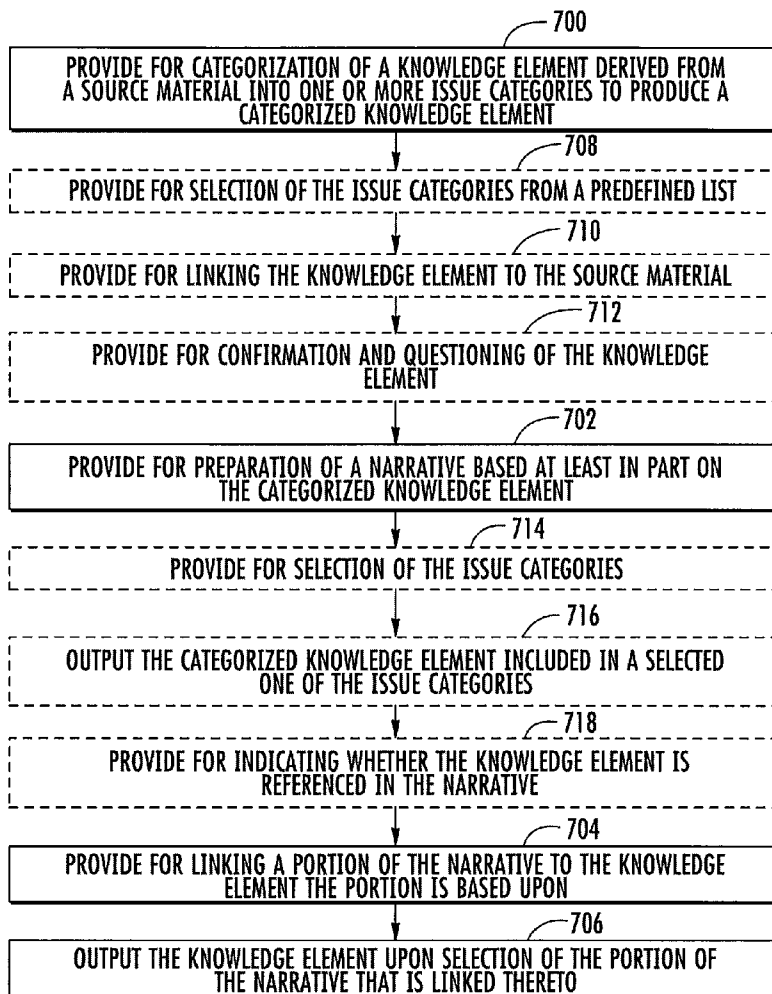 700
PROVIDE FOR CATEGORIZATION OF A KNOWLEDGE ELEMENT DERIVED FROM
A SOURCE MATERIAL INTO ONE OR MORE ISSUE CATEGORIES TO PRODUCE A
CATEGORIZED KNOWLEDGE ELEMENT
708
PROVIDE FOR SELECTION OF THE ISSUE CATEGORIES FROM A PREDEFINED LIST
710
PROVIDE FOR LINKING THE KNOWLEDGE ELEMENT TO THE SOURCE MATERIAL
712
PROVIDE FOR CONFIRMATION AND QUESTIONING OF THE KNOWLEDGE
ELEMENT
702
PROVIDE FOR PREPARATION OF A NARRATIVE BASED AT LEAST IN PART ON
THE CATEGORIZED KNOWLEDGE ELEMENT
714
PROVIDE FOR SELECTION OF THE ISSUE CATEGORIES
716
OUTPUT THE CATEGORIZED KNOWLEDGE ELEMENT INCLUDED IN A SELECTED
ONE OF THE ISSUE CATEGORIES
718
PROVIDE FOR INDICATING WHETHER THE KNOWLEDGE ELEMENT IS
REFERENCED IN THE NARRATIVE
704
PROVIDE FOR LINKING A PORTION OF THE NARRATIVE TO THE KNOWLEDGE
ELEMENT THE PORTION IS BASED UPON
706
OUTPUT THE KNOWLEDGE ELEMENT UPON SELECTION OF THE PORTION OF
THE NARRATIVE THAT IS LINKED THERETO